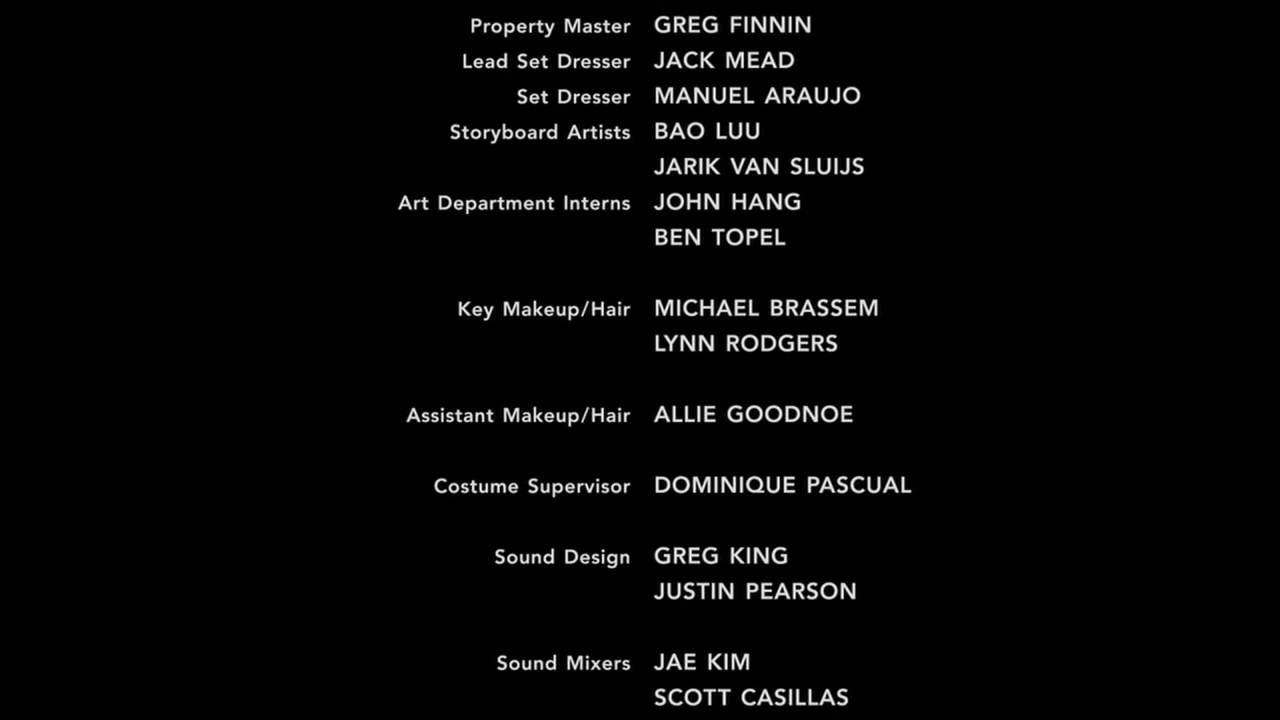 Property Master GREG FINNIN
Lead Set Dresser JACK MEAD
Set Dresser MANUEL ARAUJO
Storyboard Artists BAO LUU
JARIK VAN SLUIJS
Art Department Interns JOHN HANG
BEN TOPEL
Key Makeup/Hair MICHAEL BRASSEM
LYNN RODGERS
Assistant Makeup/Hair ALLIE GOODNOE
Costume Supervisor DOMINIQUE PASCUAL
Sound Design GREG KING
JUSTIN PEARSON
Sound Mixers JAE KIM
SCOTT CASILLAS